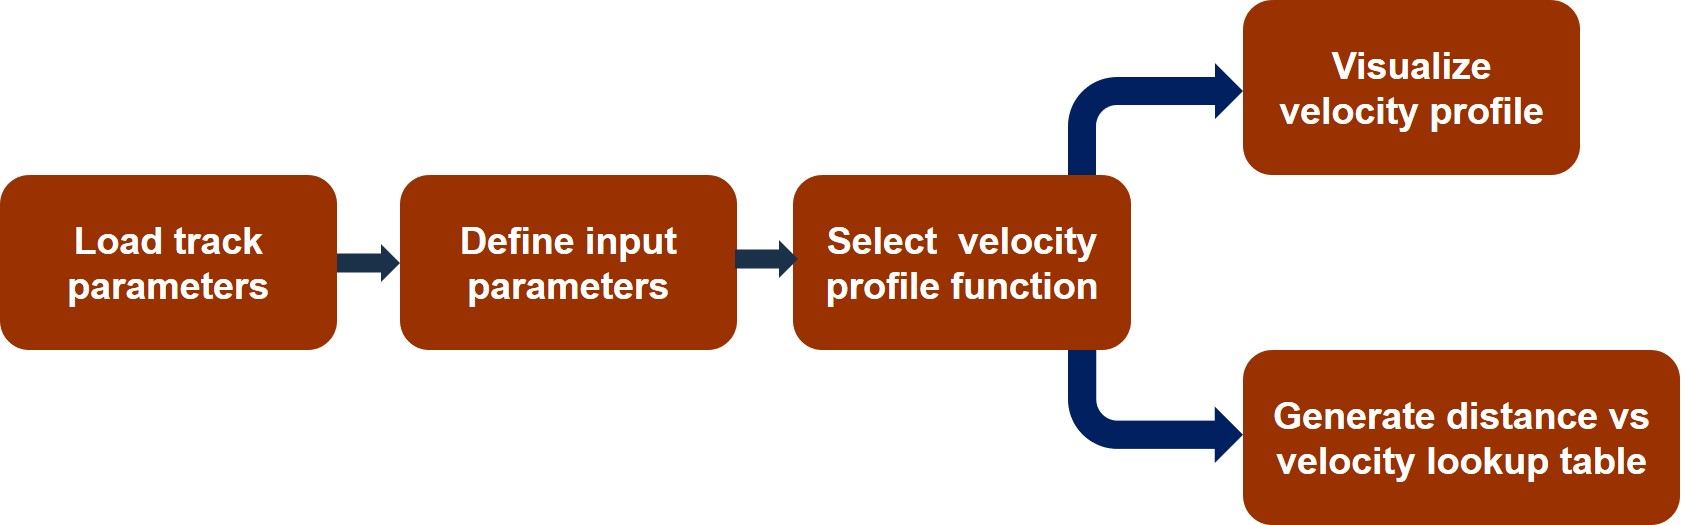 Load track
parameters
Define input
parameters
Select  velocity
profile function
Visualize
velocity profile
Generate distance vs
velocity lookup table